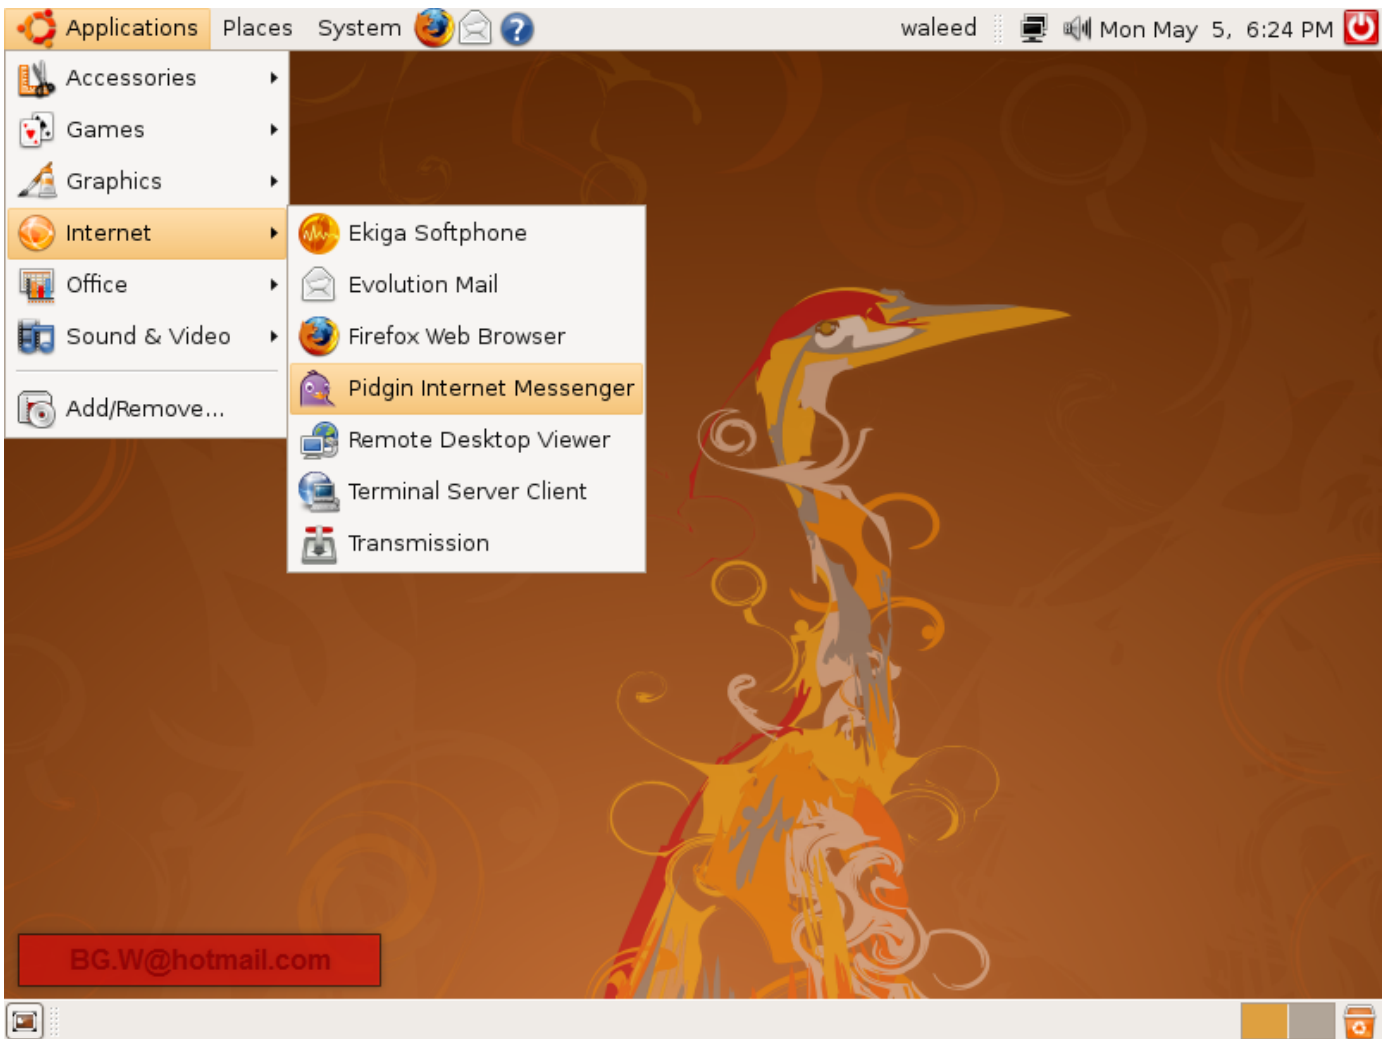 Applications Places System waleed Mon May 5, 6:24 PM
Accessories
Games
Graphics
Internet
Office
Sound & Video
Add/Remove...
Ekiga Softphone
Evolution Mail
Firefox Web Browser
Pidgin Internet Messenger
Remote Desktop Viewer
Terminal Server Client
Transmission
BG.W@hotmail.com